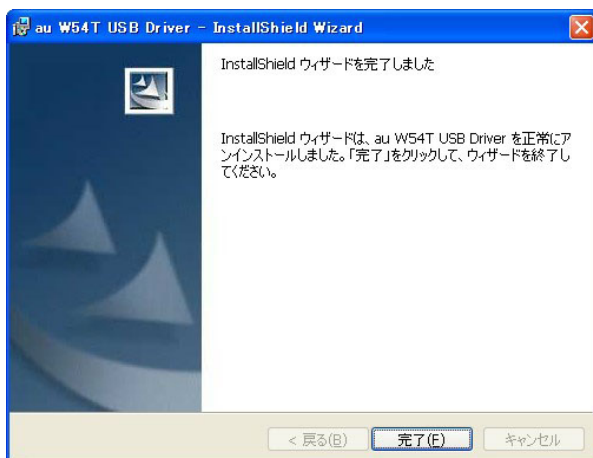 au W54T USB Driver - InstallShield Wizard
InstallShield ウィザードを完了しました
InstallShield ウィザードは、au W54T USB Driver を正常にア
ンインストールしました。「完了」をクリックして、ウィザードを終了し
てください。
< 戻る(B) 完了(F) キャンセル